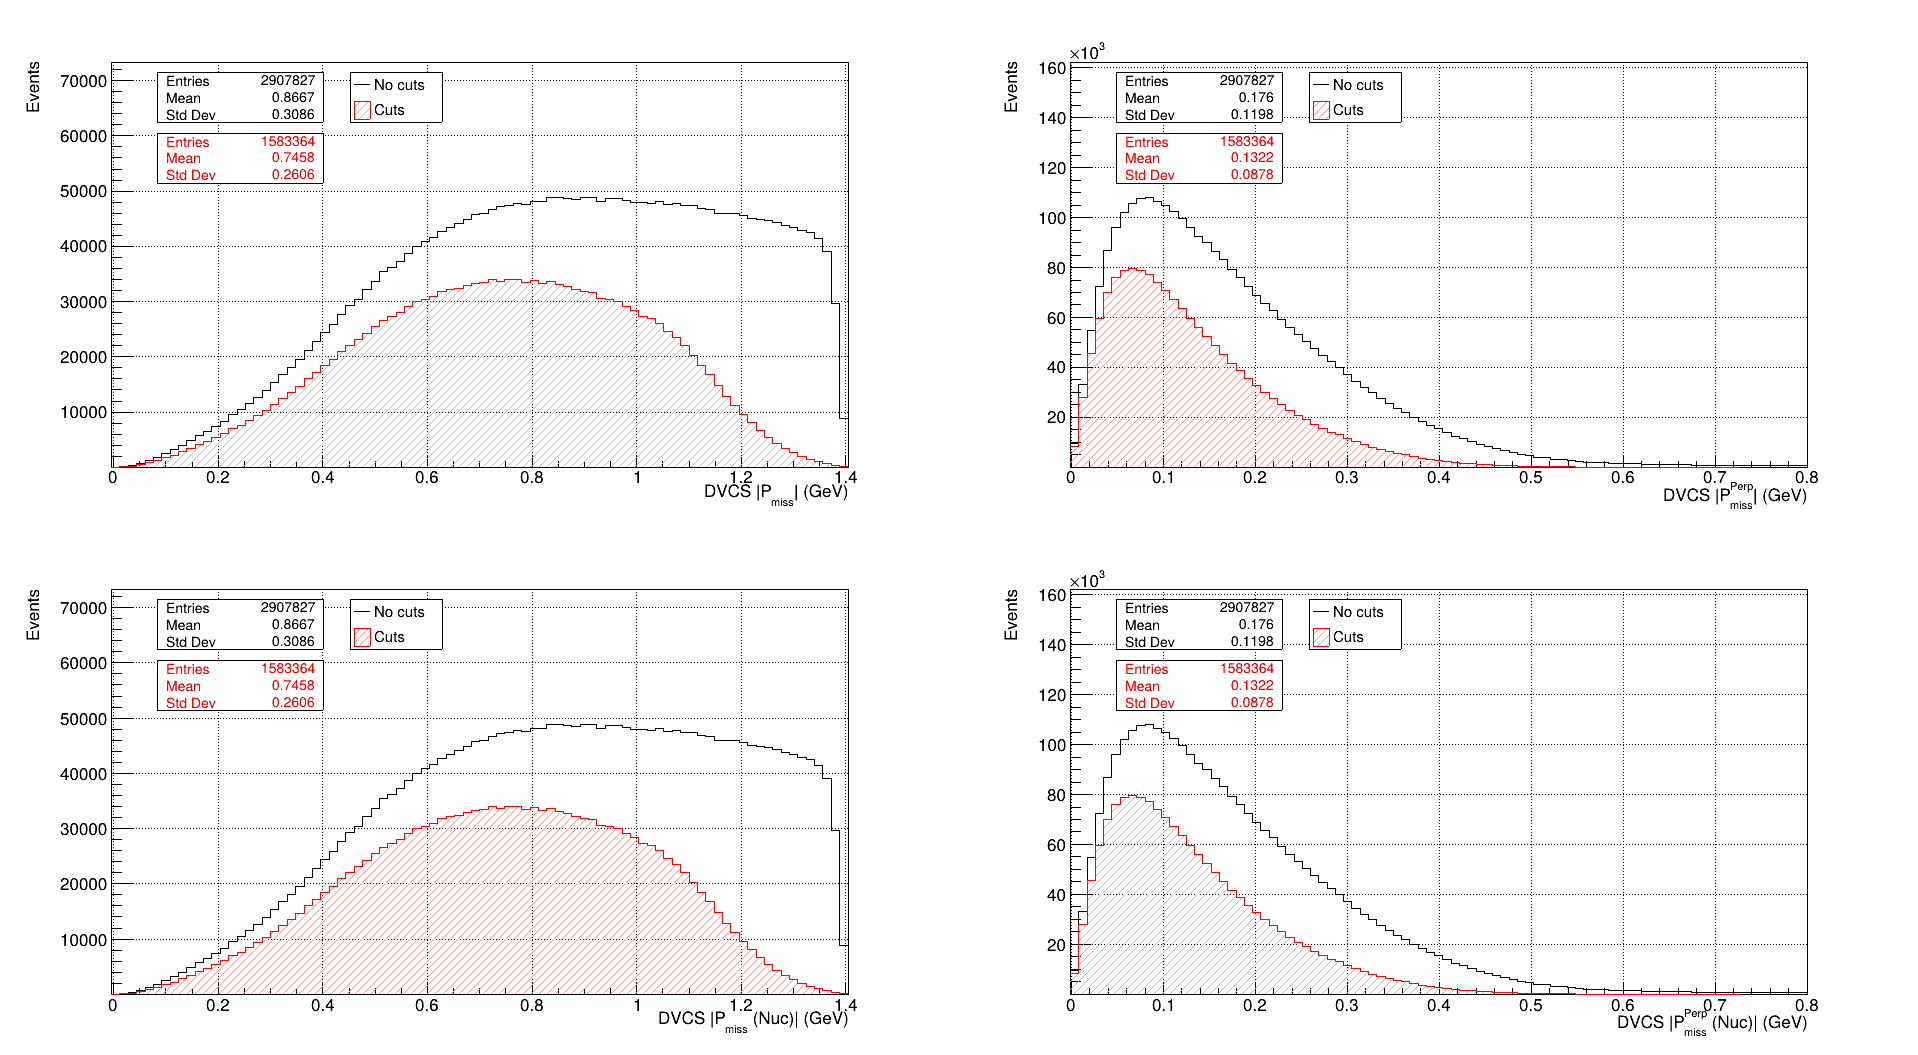 Events
70000
60000
50000
40000
30000
20000
10000
Entries 2907827
Mean 0.8667
Std Dev 0.3086
Entries 1583364
Mean 0.7458
Std Dev 0.2606
No cuts
Cuts
0 0.2 0.4 0.6 0.8 1 1.2 1.4
DVCS |P_miss| (GeV)
×10³
Events
160
140
120
100
80
60
40
20
Entries 2907827
Mean 0.176
Std Dev 0.1198
Entries 1583364
Mean 0.1322
Std Dev 0.0878
No cuts
Cuts
0 0.1 0.2 0.3 0.4 0.5 0.6 0.7 0.8
DVCS |P^Perp_miss| (GeV)
Events
70000
60000
50000
40000
30000
20000
10000
Entries 2907827
Mean 0.8667
Std Dev 0.3086
Entries 1583364
Mean 0.7458
Std Dev 0.2606
No cuts
Cuts
0 0.2 0.4 0.6 0.8 1 1.2 1.4
DVCS |P_miss (Nuc)| (GeV)
×10³
Events
160
140
120
100
80
60
40
20
Entries 2907827
Mean 0.176
Std Dev 0.1198
Entries 1583364
Mean 0.1322
Std Dev 0.0878
No cuts
Cuts
0 0.1 0.2 0.3 0.4 0.5 0.6 0.7 0.8
DVCS |P^Perp_miss (Nuc)| (GeV)